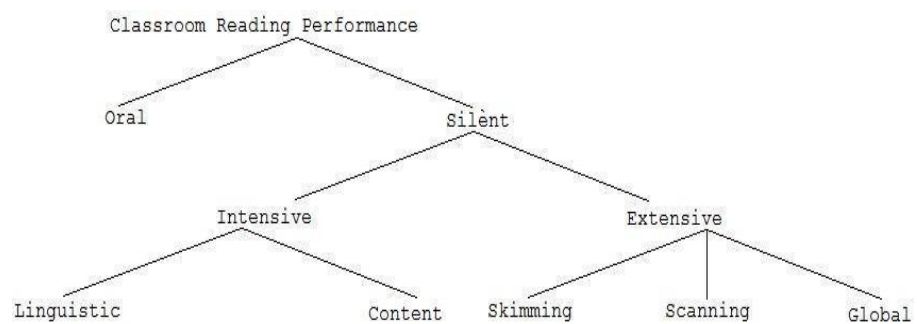 Classroom Reading Performance
Oral
Silènt
Intensive
Extensive
Linguistic
Content
Skimming
Scanning
Global